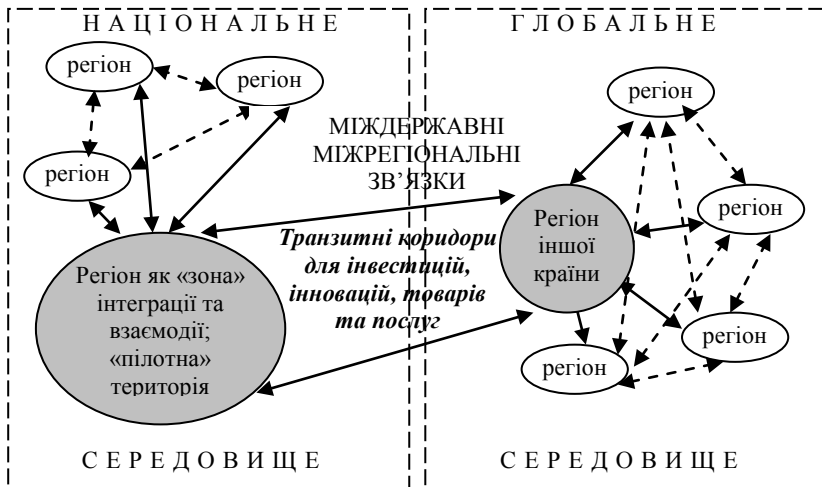 Н А Ц І О Н А Л Ь Н Е
регіон
регіон
регіон
Регіон як «зона»
інтеграції та
взаємодії;
«пілотна»
територія
С Е Р Е Д О В И Щ Е
МІЖДЕРЖАВНІ
МІЖРЕГІОНАЛЬНІ
ЗВ’ЯЗКИ
Транзитні коридори
для інвестицій,
інновацій, товарів
та послуг
Г Л О Б А Л Ь Н Е
регіон
регіон
Регіон
іншої
країни
регіон
регіон
С Е Р Е Д О В И Щ Е